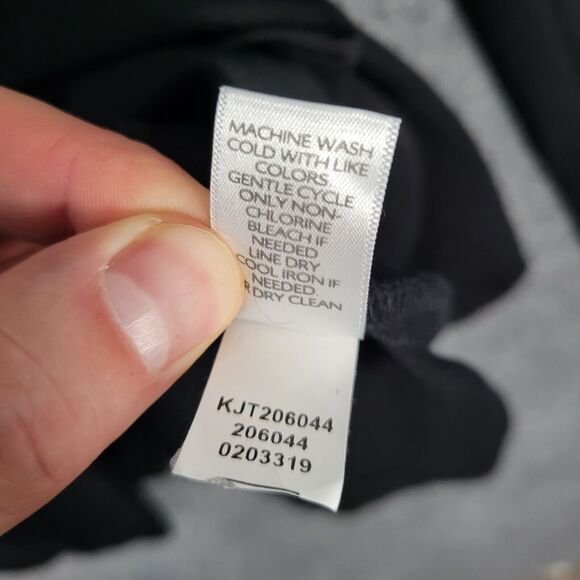 MACHINE WASH
COLD WITH LIKE
COLORS
GENTLE CYCLE
ONLY NON-
CHLORINE
BLEACH IF
NEEDED
LINE DRY
COOL IRON IF
NEEDED
R DRY CLEAN
KJT206044
206044
0203319